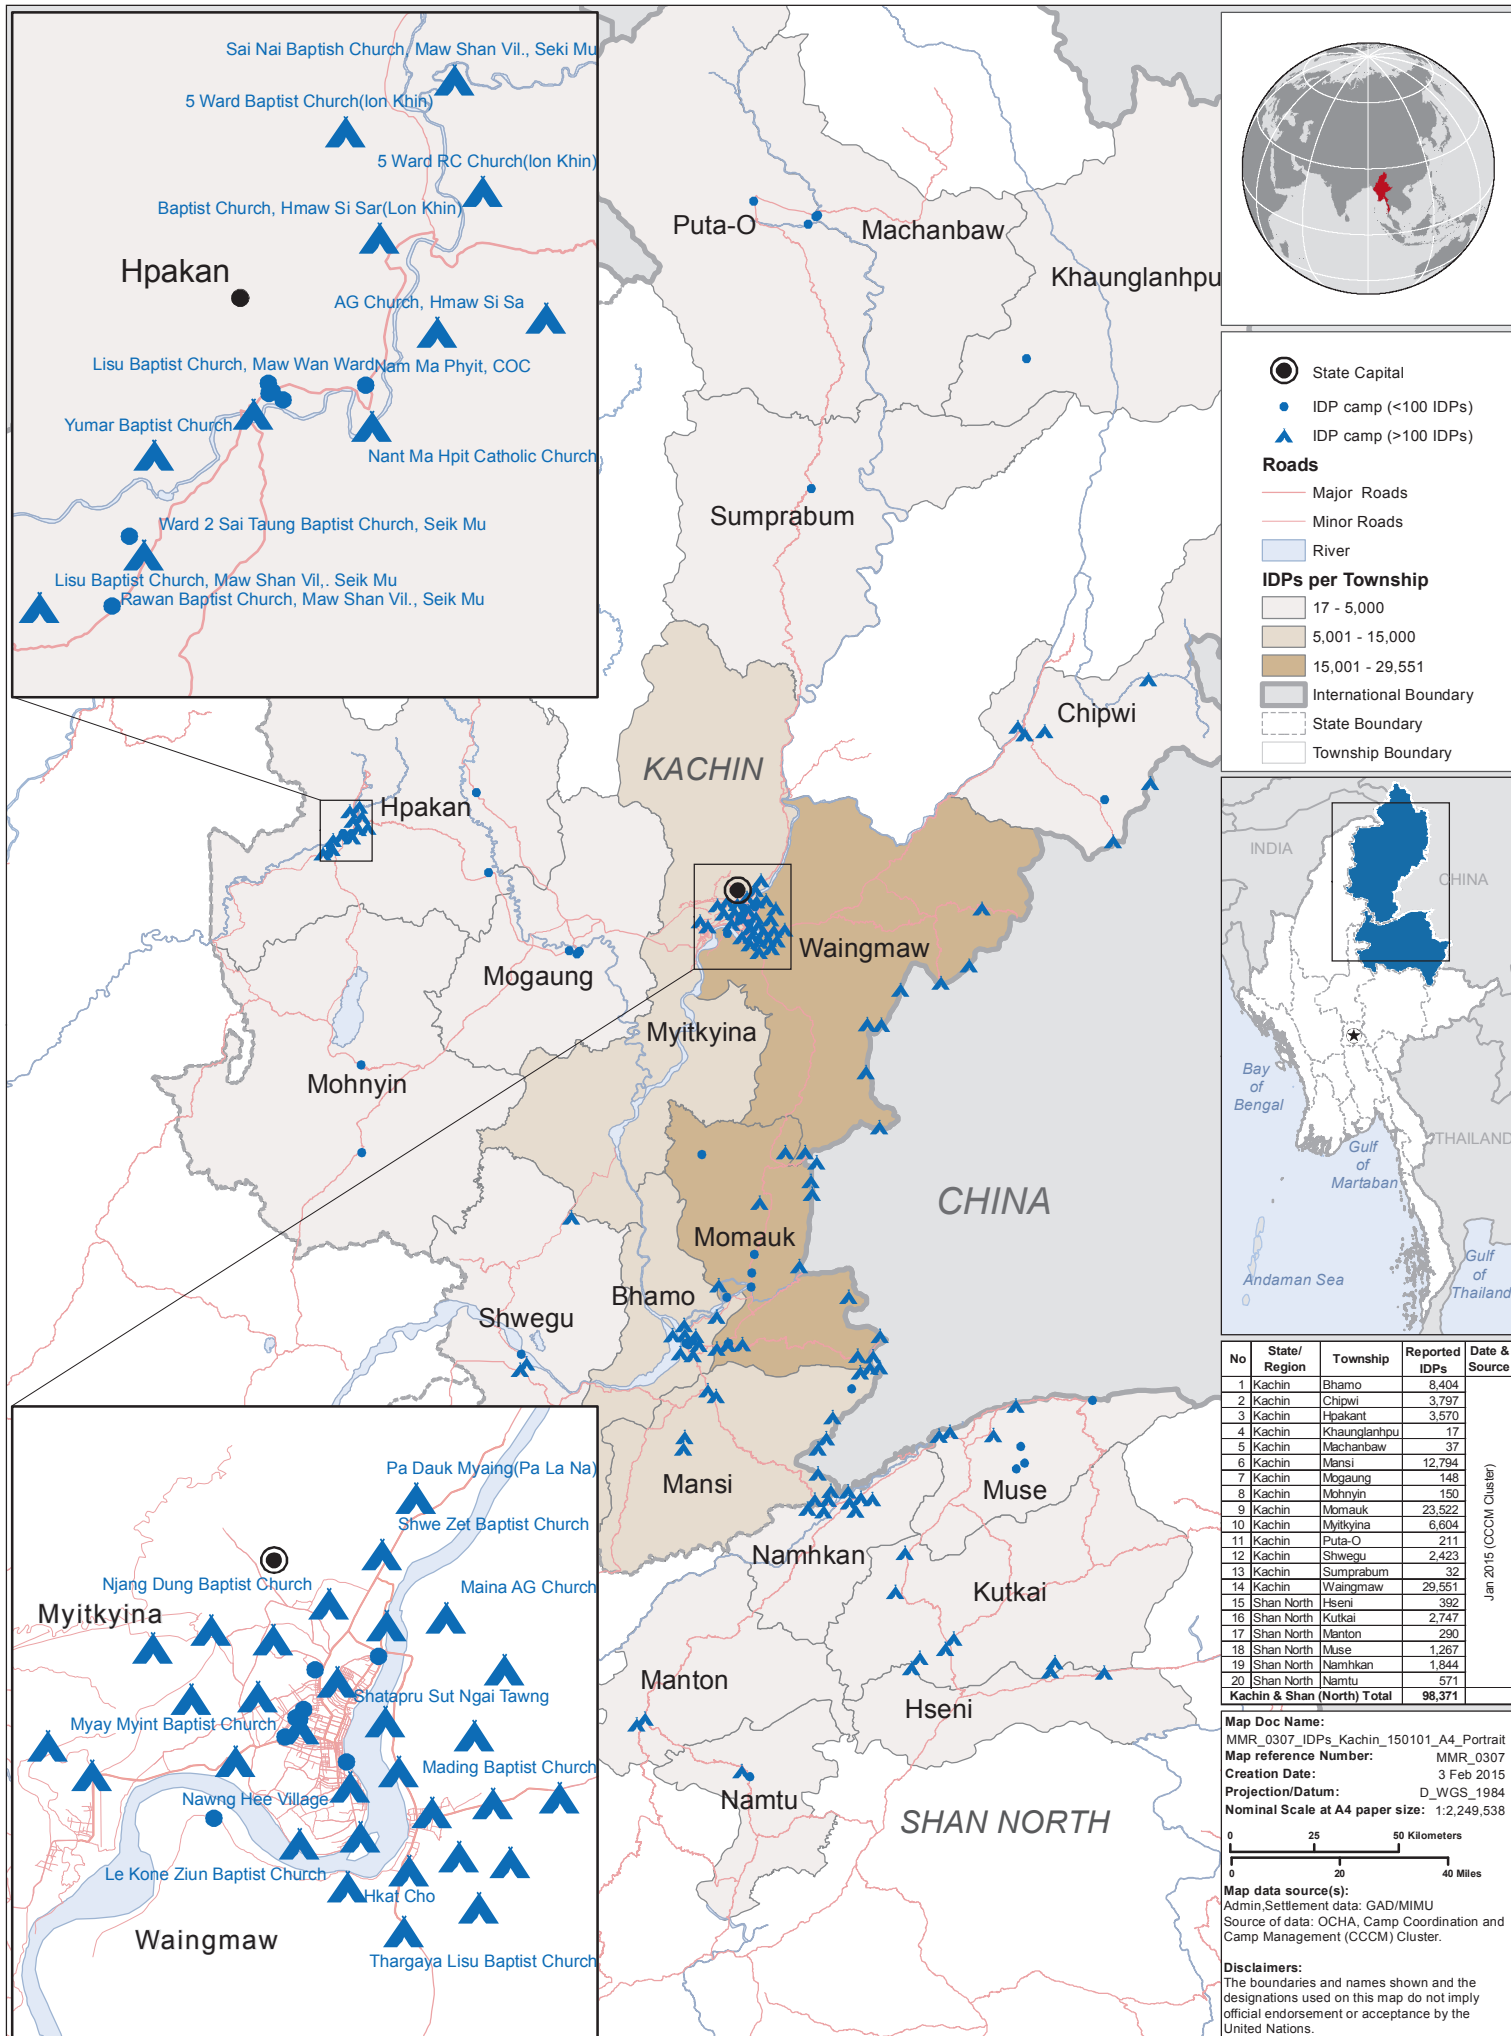 Sai Nai Baptish Church, Maw Shan Vil., Seki Mu
5 Ward Baptist Church(lon Khin)
5 Ward RC Church(lon Khin)
Baptist Church, Hmaw Si Sar(Lon Khin)
Hpakan
AG Church, Hmaw Si Sa
Lisu Baptist Church, Maw Wan Ward
Nam Ma Phyit, COC
Yumar Baptist Church
Nant Ma Hpit Catholic Church
Ward 2 Sai Taung Baptist Church, Seik Mu
Lisu Baptist Church, Maw Shan Vil,. Seik Mu
Rawan Baptist Church, Maw Shan Vil., Seik Mu
Puta-O
Machanbaw
Khaunglanhpu
Sumprabum
Chipwi
KACHIN
Hpakan
Waingmaw
Mogaung
Myitkyina
Mohnyin
CHINA
Momauk
Bhamo
Shwegu
Mansi
Muse
Namhkan
Kutkai
Manton
Hseni
Namtu
SHAN NORTH
Pa Dauk Myaing(Pa La Na)
Shwe Zet Baptist Church
Njang Dung Baptist Church
Maina AG Church
Myitkyina
Shatapru Sut Ngai Tawng
Myay Myint Baptist Church
Mading Baptist Church
Nawng Hee Village
Le Kone Ziun Baptist Church
Hkat Cho
Waingmaw
Thargaya Lisu Baptist Church
State Capital
IDP camp (<100 IDPs)
IDP camp (>100 IDPs)
Roads
Major Roads
Minor Roads
River
IDPs per Township
17 - 5,000
5,001 - 15,000
15,001 - 29,551
International Boundary
State Boundary
Township Boundary
INDIA
CHINA
Bay
of
Bengal
THAILAND
Gulf
of
Martaban
Andaman Sea
Gulf
of
Thailand
No State/ Region Township Reported IDPs Date & Source
1 Kachin Bhamo 8,404
2 Kachin Chipwi 3,797
3 Kachin Hpakant 3,570
4 Kachin Khaunglanhpu 17
5 Kachin Machanbaw 37
6 Kachin Mansi 12,794
7 Kachin Mogaung 148
8 Kachin Mohnyin 150
9 Kachin Momauk 23,522
10 Kachin Myitkyina 6,604
11 Kachin Puta-O 211
12 Kachin Shwegu 2,423
13 Kachin Sumprabum 32
14 Kachin Waingmaw 29,551
15 Shan North Hseni 392
16 Shan North Kutkai 2,747
17 Shan North Manton 290
18 Shan North Muse 1,267
19 Shan North Namhkan 1,844
20 Shan North Namtu 571
Kachin & Shan (North) Total 98,371
Jan 2015 (CCCM Cluster)
Map Doc Name:
MMR_0307_IDPs_Kachin_150101_A4_Portrait
Map reference Number: MMR_0307
Creation Date: 3 Feb 2015
Projection/Datum: D_WGS_1984
Nominal Scale at A4 paper size: 1:2,249,538
0 25 50 Kilometers
0 20 40 Miles
Map data source(s):
Admin,Settlement data: GAD/MIMU
Source of data: OCHA, Camp Coordination and
Camp Management (CCCM) Cluster.
Disclaimers:
The boundaries and names shown and the
designations used on this map do not imply
official endorsement or acceptance by the
United Nations.